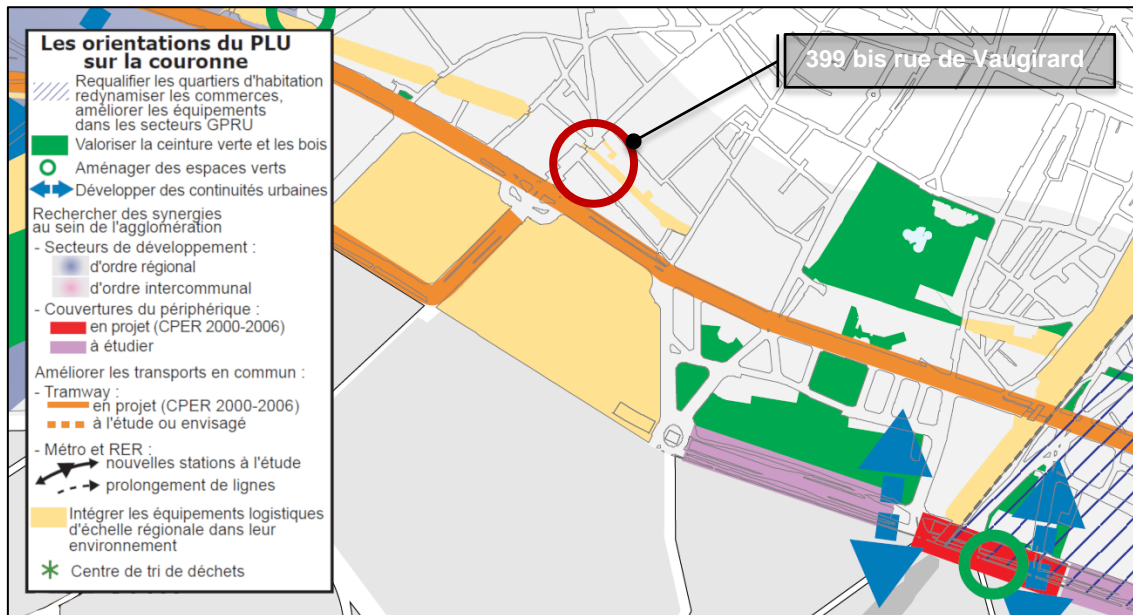 Les orientations du PLU
sur la couronne
Requalifier les quartiers d'habitation
redynamiser les commerces,
améliorer les équipements
dans les secteurs GPRU
Valoriser la ceinture verte et les bois
Aménager des espaces verts
Développer des continuités urbaines
Rechercher des synergies
au sein de l'agglomération
- Secteurs de développement :
d'ordre régional
d'ordre intercommunal
- Couvertures du périphérique :
en projet (CPER 2000-2006)
à étudier
Améliorer les transports en commun :
- Tramway :
en projet (CPER 2000-2006)
à l'étude ou envisagé
- Métro et RER :
nouvelles stations à l'étude
prolongement de lignes
Intégrer les équipements logistiques
d'échelle régionale dans leur
environnement
Centre de tri de déchets
399 bis rue de Vaugirard